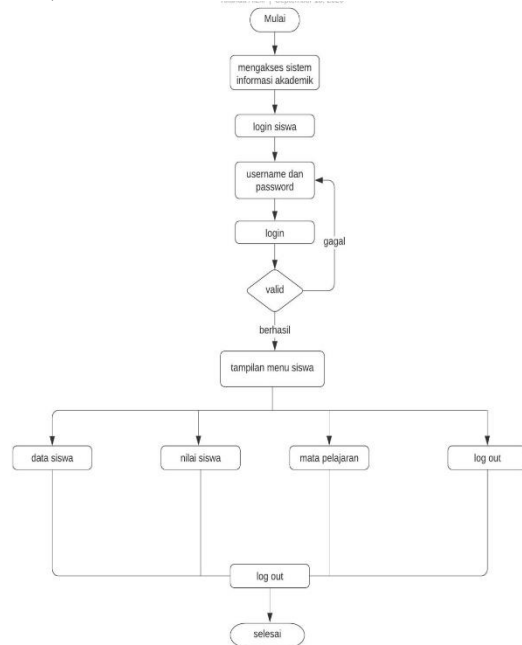 Mulai
mengakses sistem
informasi akademik
login siswa
username dan
password
login
gagal
valid
berhasil
tampilan menu siswa
data siswa
nilai siswa
mata pelajaran
log out
log out
selesai